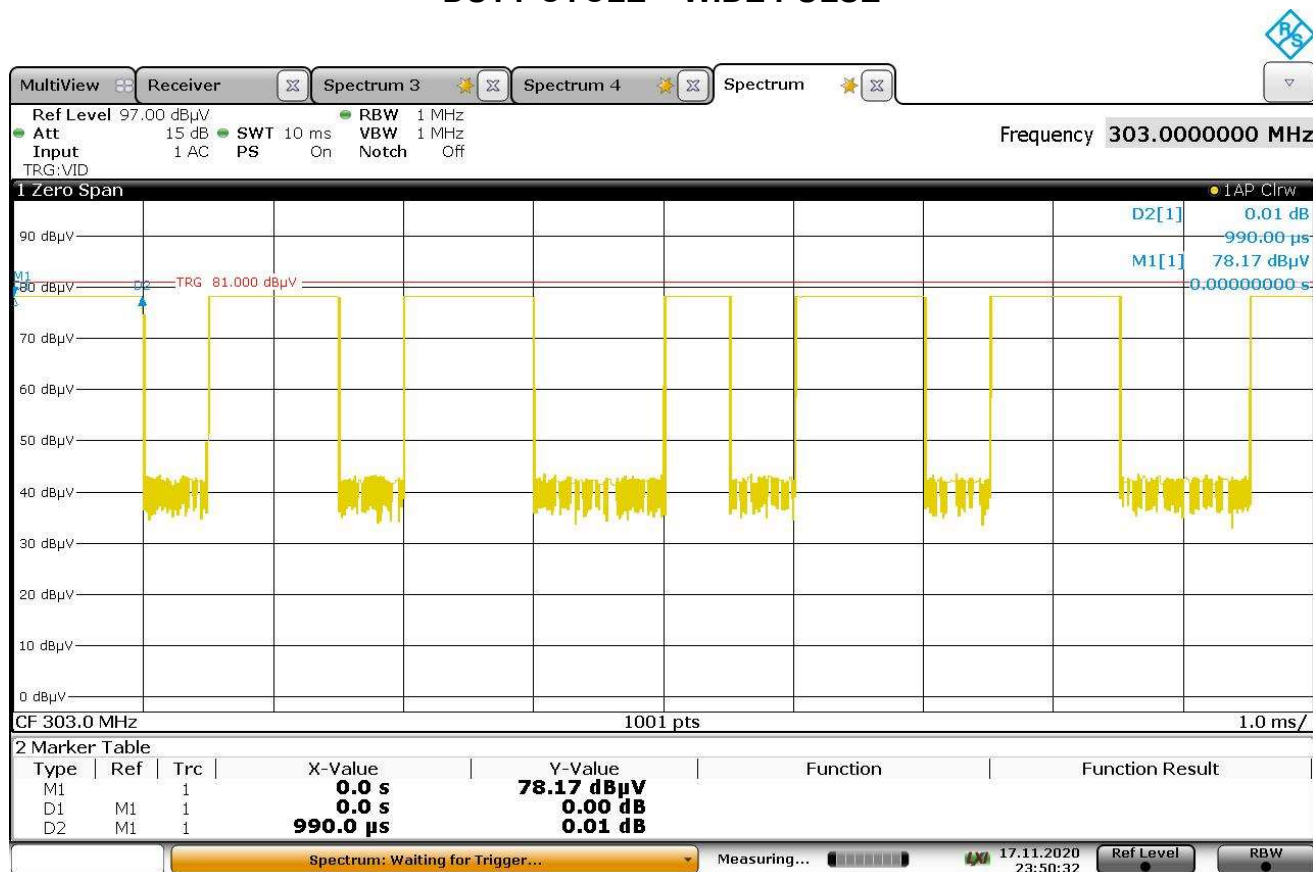 R&S
MultiView Receiver Spectrum 3 Spectrum 4 Spectrum
Ref Level 97.00 dBµV RBW 1 MHz
Att 15 dB SWT 10 ms VBW 1 MHz
Frequency 303.0000000 MHz
Input 1 AC PS On Notch Off
TRG:VID
1 Zero Span 1AP Clrw
D2[1] 0.01 dB
990.00 µs
M1[1] 78.17 dBµV
0.00000000 s
90 dBµV
M1
D2
TRG 81.000 dBµV
80 dBµV
70 dBµV
60 dBµV
50 dBµV
40 dBµV
30 dBµV
20 dBµV
10 dBµV
0 dBµV
CF 303.0 MHz 1001 pts 1.0 ms/
2 Marker Table
Type Ref Trc X-Value Y-Value Function Function Result
M1 1 0.0 s 78.17 dBµV
D1 M1 1 0.0 s 0.00 dB
D2 M1 1 990.0 µs 0.01 dB
Spectrum: Waiting for Trigger... Measuring... LXI 17.11.2020 Ref Level RBW
23:50:32